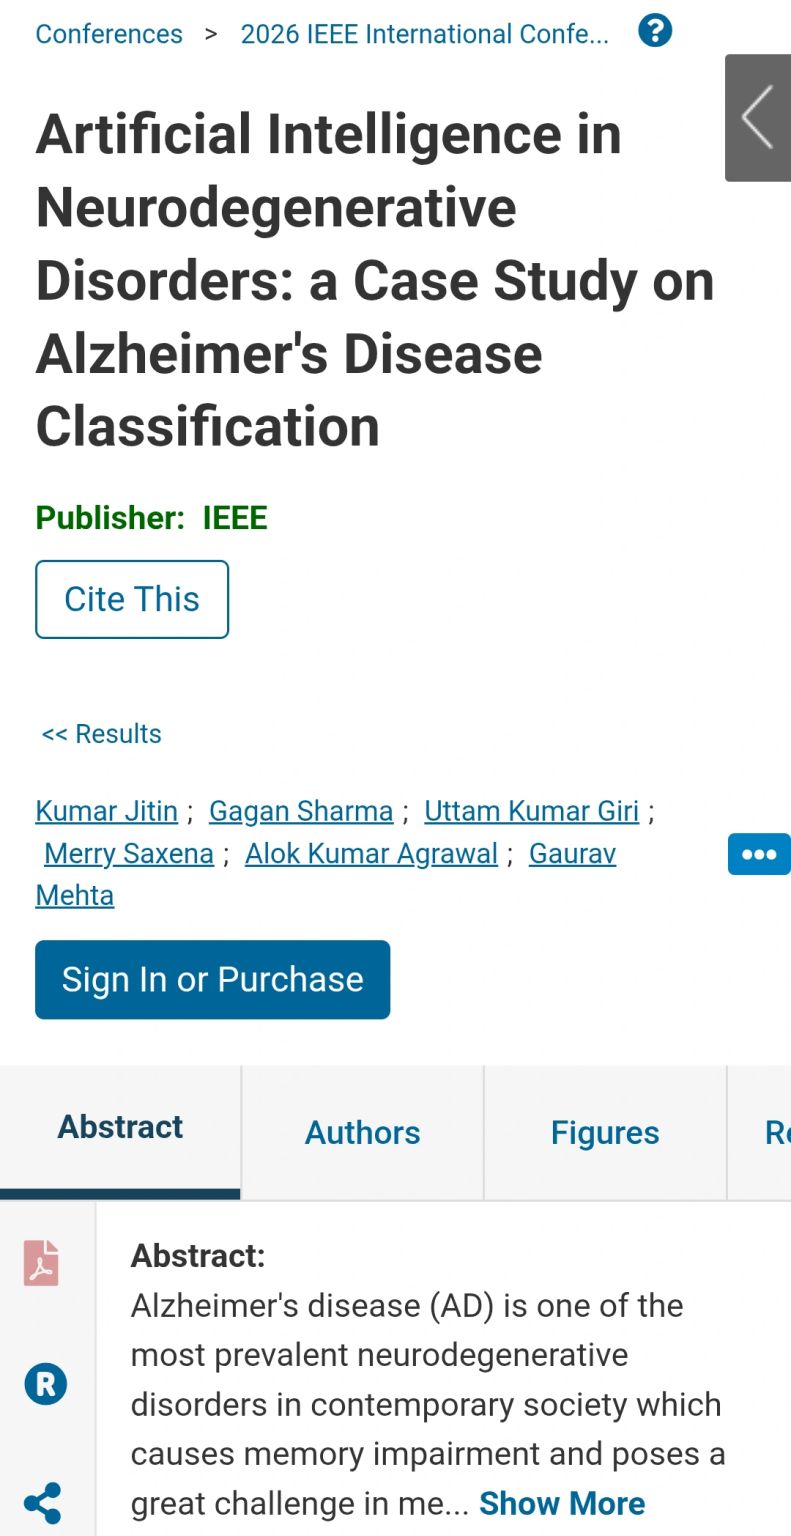 Conferences > 2026 IEEE International Confe... ?
Artificial Intelligence in
Neurodegenerative
Disorders: a Case Study on
Alzheimer's Disease
Classification
Publisher: IEEE
Cite This
<< Results
Kumar Jitin ; Gagan Sharma ; Uttam Kumar Giri ;
Merry Saxena ; Alok Kumar Agrawal ; Gaurav
Mehta
Sign In or Purchase
Abstract Authors Figures Re
Abstract:
Alzheimer's disease (AD) is one of the
most prevalent neurodegenerative
R
disorders in contemporary society which
causes memory impairment and poses a
great challenge in me... Show More